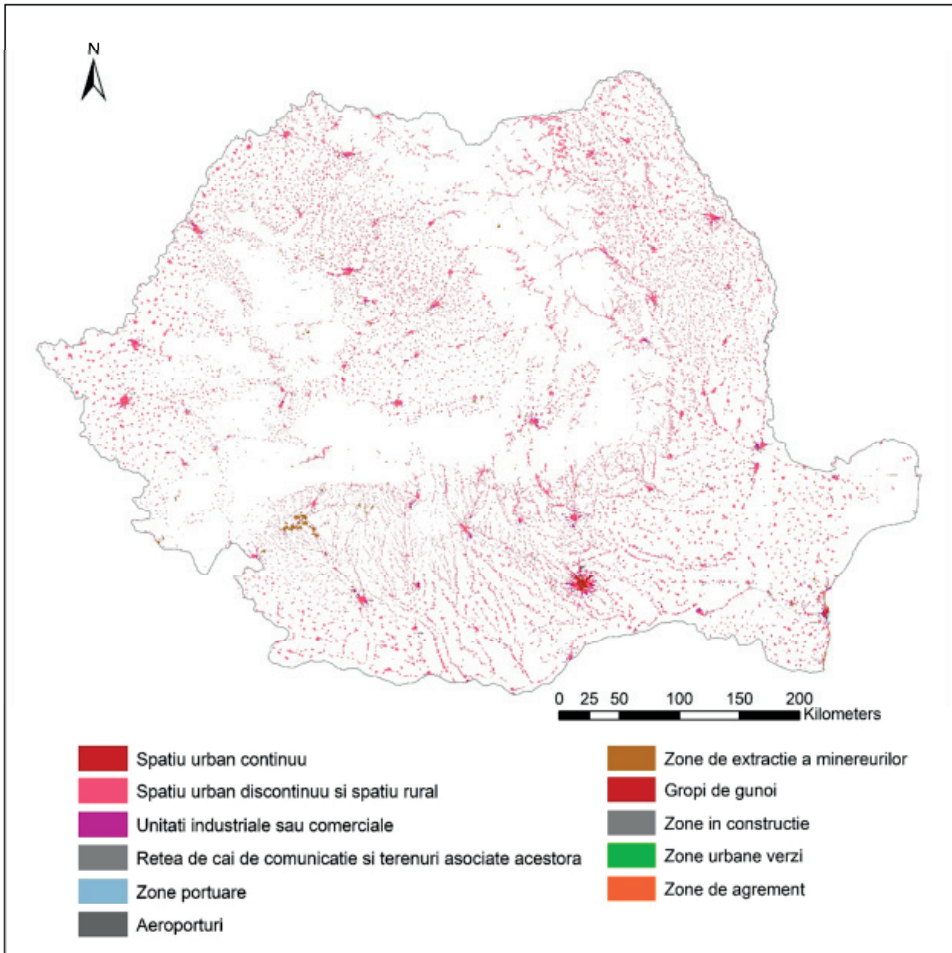 N
0 25 50 100 150 200
Kilometers
Spatiu urban continuu
Spatiu urban discontinuu si spatiu rural
Unitati industriale sau comerciale
Retea de cai de comunicatie si terenuri asociate acestora
Zone portuare
Aeroporturi
Zone de extractie a minereurilor
Gropi de gunoi
Zone in constructie
Zone urbane verzi
Zone de agrement